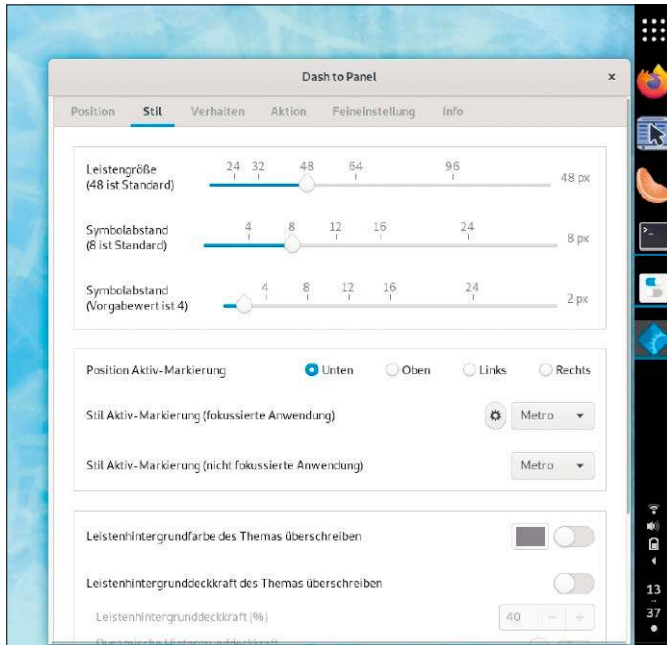 Dash to Panel x
Position Stil Verhalten Aktion Feineinstellung Info
24 32 48 64 96
Leistengröße
(48 ist Standard)
48 px
4 8 12 16 24
Symbolabstand
(8 ist Standard)
8 px
4 8 12 16 24
Symbolabstand
(Vorgabewert ist 4)
2 px
Position Aktiv-Markierung Unten Oben Links Rechts
Stil Aktiv-Markierung (fokussierte Anwendung) Metro
Stil Aktiv-Markierung (nicht fokussierte Anwendung) Metro
Leistenhintergrundfarbe des Themas überschreiben
Leistenhintergrunddeckkraft des Themas überschreiben
Leistenhintergrunddeckkraft (%) 40 - +
Dynamische Hintergrunddeckkraft
13
..
37